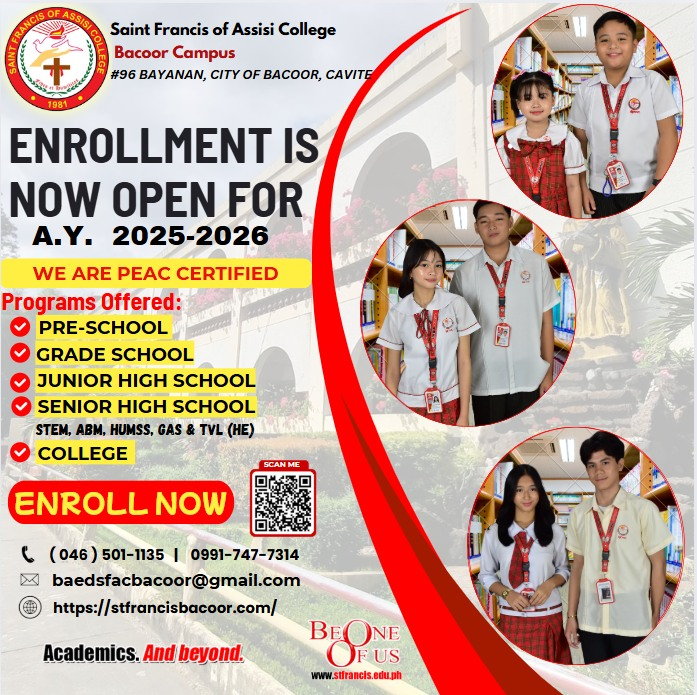 SAINT FRANCIS OF ASSISI COLLEGE
1981
Saint Francis of Assisi College
Bacoor Campus
#96 BAYANAN, CITY OF BACOOR, CAVITE
ENROLLMENT IS
NOW OPEN FOR
A.Y. 2025-2026
WE ARE PEAC CERTIFIED
Programs Offered:
PRE-SCHOOL
GRADE SCHOOL
JUNIOR HIGH SCHOOL
SENIOR HIGH SCHOOL
STEM, ABM, HUMSS, GAS & TVL (HE)
COLLEGE
SCAN ME
ENROLL NOW
( 046 ) 501-1135 | 0991-747-7314
baedsfacbacoor@gmail.com
https://stfrancisbacoor.com/
Academics. And beyond.
BE ONE
OF US
www.stfrancis.edu.ph